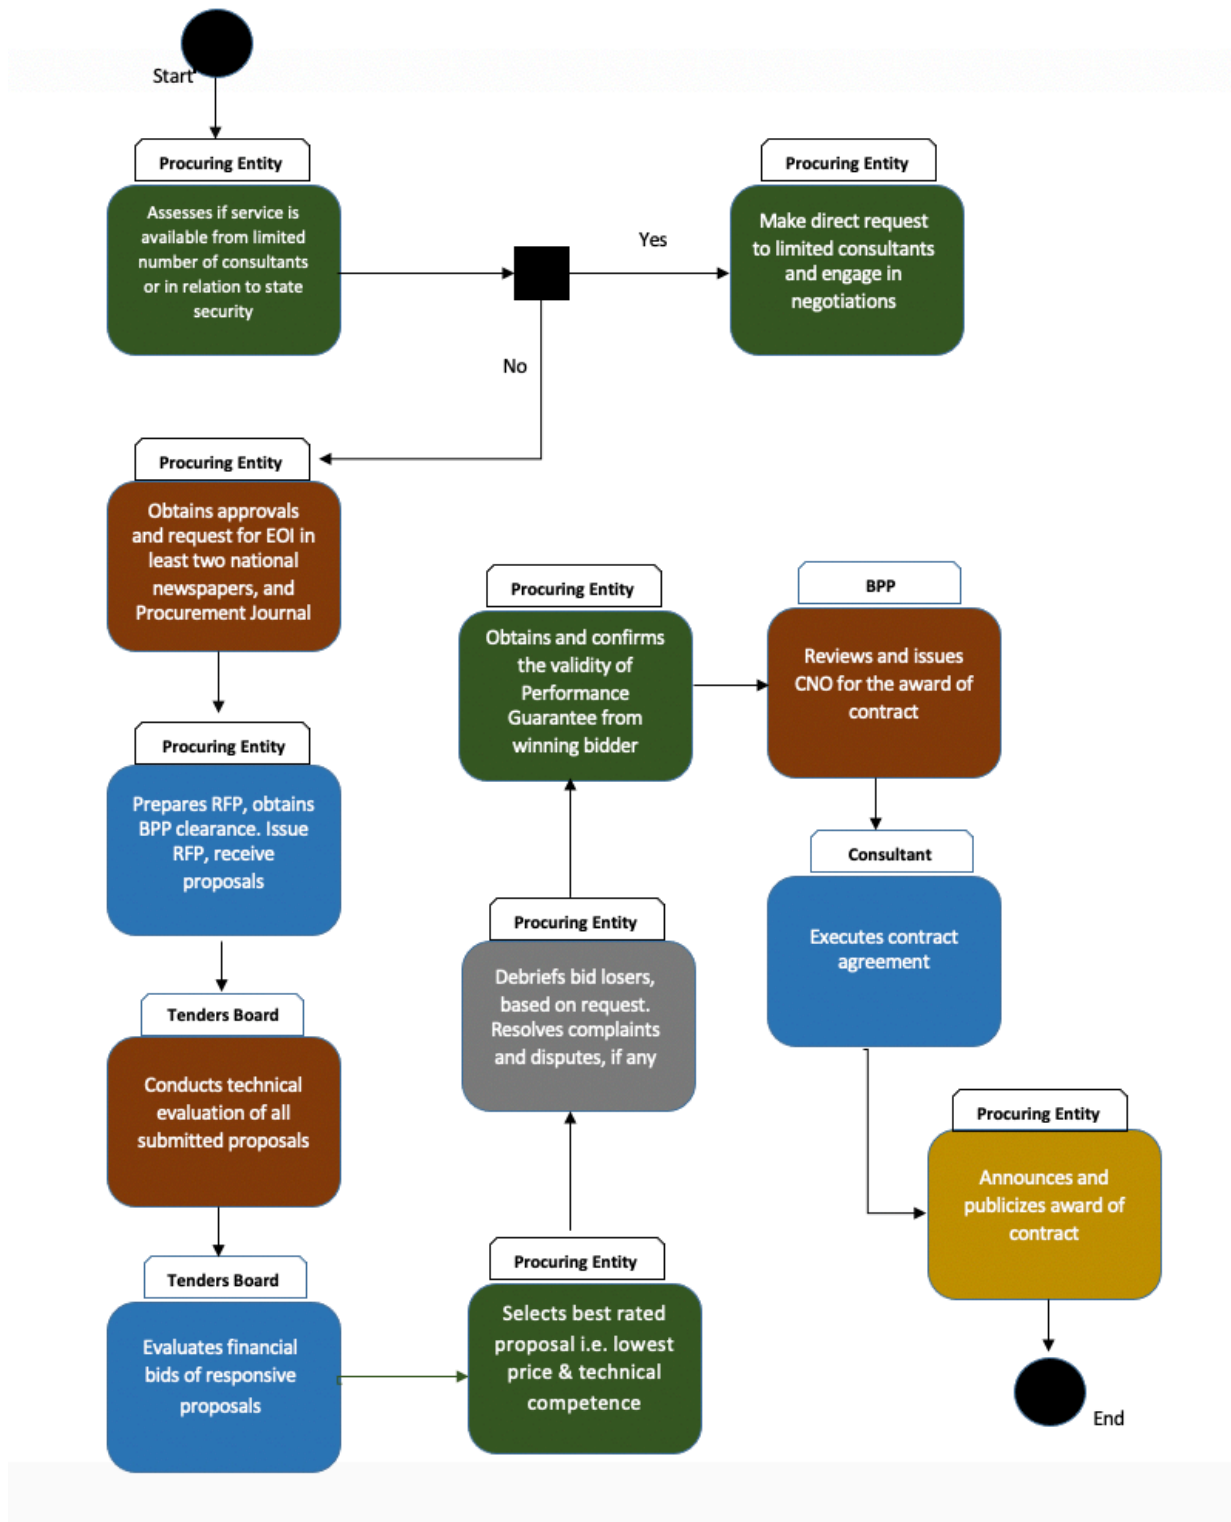 Start
Procuring Entity
Assesses if service is
available from limited
number of consultants
or in relation to state
security
Yes
Procuring Entity
Make direct request
to limited consultants
and engage in
negotiations
No
Procuring Entity
Obtains approvals
and request for EOI in
least two national
newspapers, and
Procurement Journal
Procuring Entity
Prepares RFP, obtains
BPP clearance. Issue
RFP, receive
proposals
Tenders Board
Conducts technical
evaluation of all
submitted proposals
Tenders Board
Evaluates financial
bids of responsive
proposals
Procuring Entity
Selects best rated
proposal i.e. lowest
price & technical
competence
Procuring Entity
Debriefs bid losers,
based on request.
Resolves complaints
and disputes, if any
Procuring Entity
Obtains and confirms
the validity of
Performance
Guarantee from
winning bidder
BPP
Reviews and issues
CNO for the award of
contract
Consultant
Executes contract
agreement
Procuring Entity
Announces and
publicizes award of
contract
End